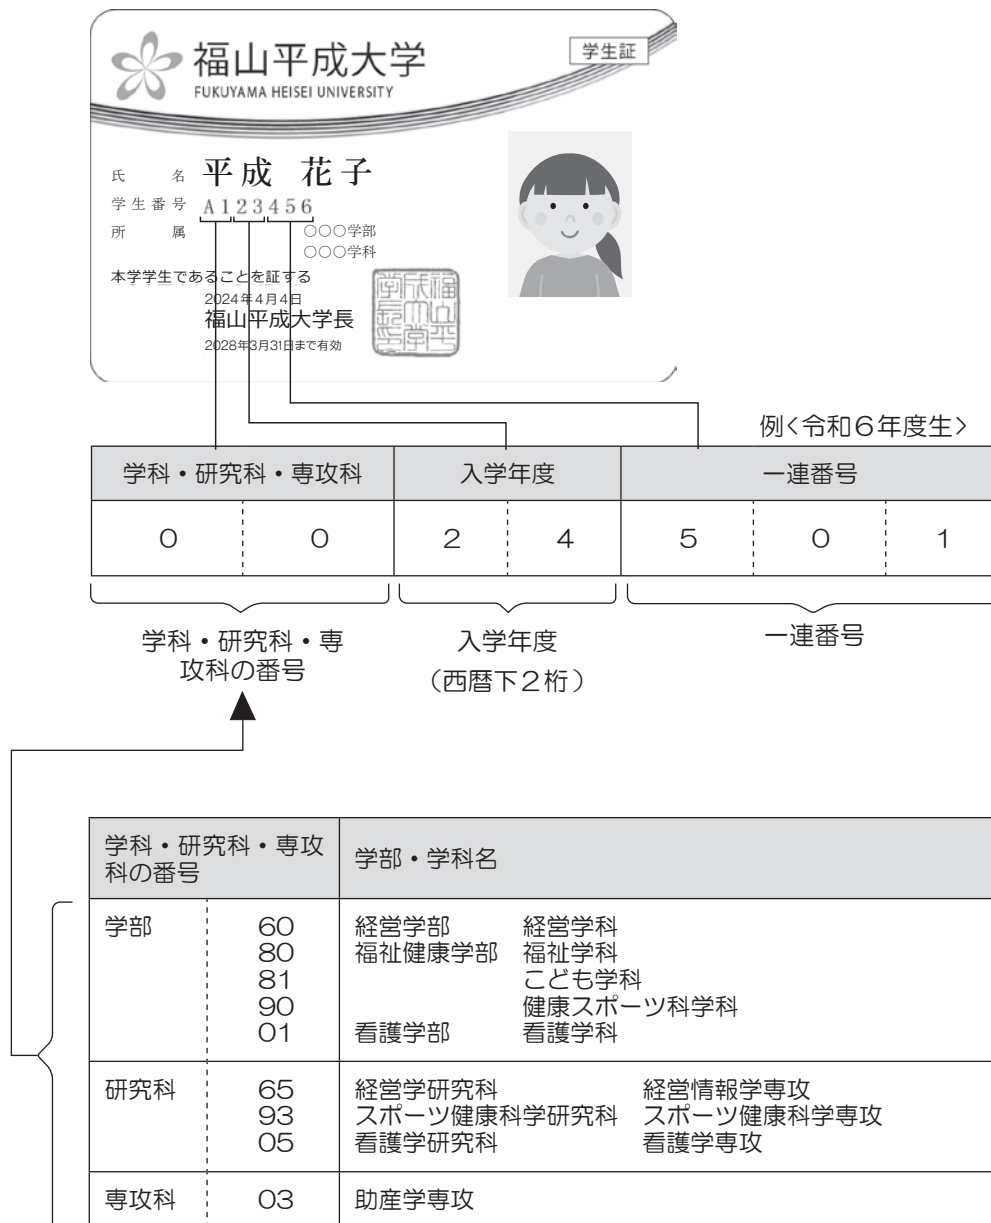 福山平成大学
FUKUYAMA HEISEI UNIVERSITY
学生証
氏 名 平成 花子
学生番号 A123456
所 属 ○○○学部
○○○学科
本学学生であることを証する
2024年4月4日
福山平成大学長
2028年3月31日まで有効
福山平
成大学
学長印
例<令和6年度生>
学科・研究科・専攻科 入学年度 一連番号
0 0 2 4 5 0 1
学科・研究科・専
攻科の番号
入学年度
(西暦下2桁)
一連番号
学科・研究科・専攻
科の番号
学部・学科名
学部 60 経営学部 経営学科
80 福祉健康学部 福祉学科
81 こども学科
90 健康スポーツ科学科
01 看護学部 看護学科
研究科 65 経営学研究科 経営情報学専攻
93 スポーツ健康科学研究科 スポーツ健康科学専攻
05 看護学研究科 看護学専攻
専攻科 03 助産学専攻